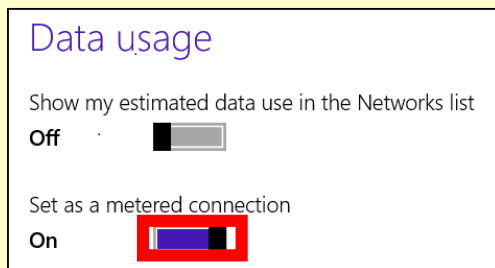 Data usage
Show my estimated data use in the Networks list
Off
Set as a metered connection
On